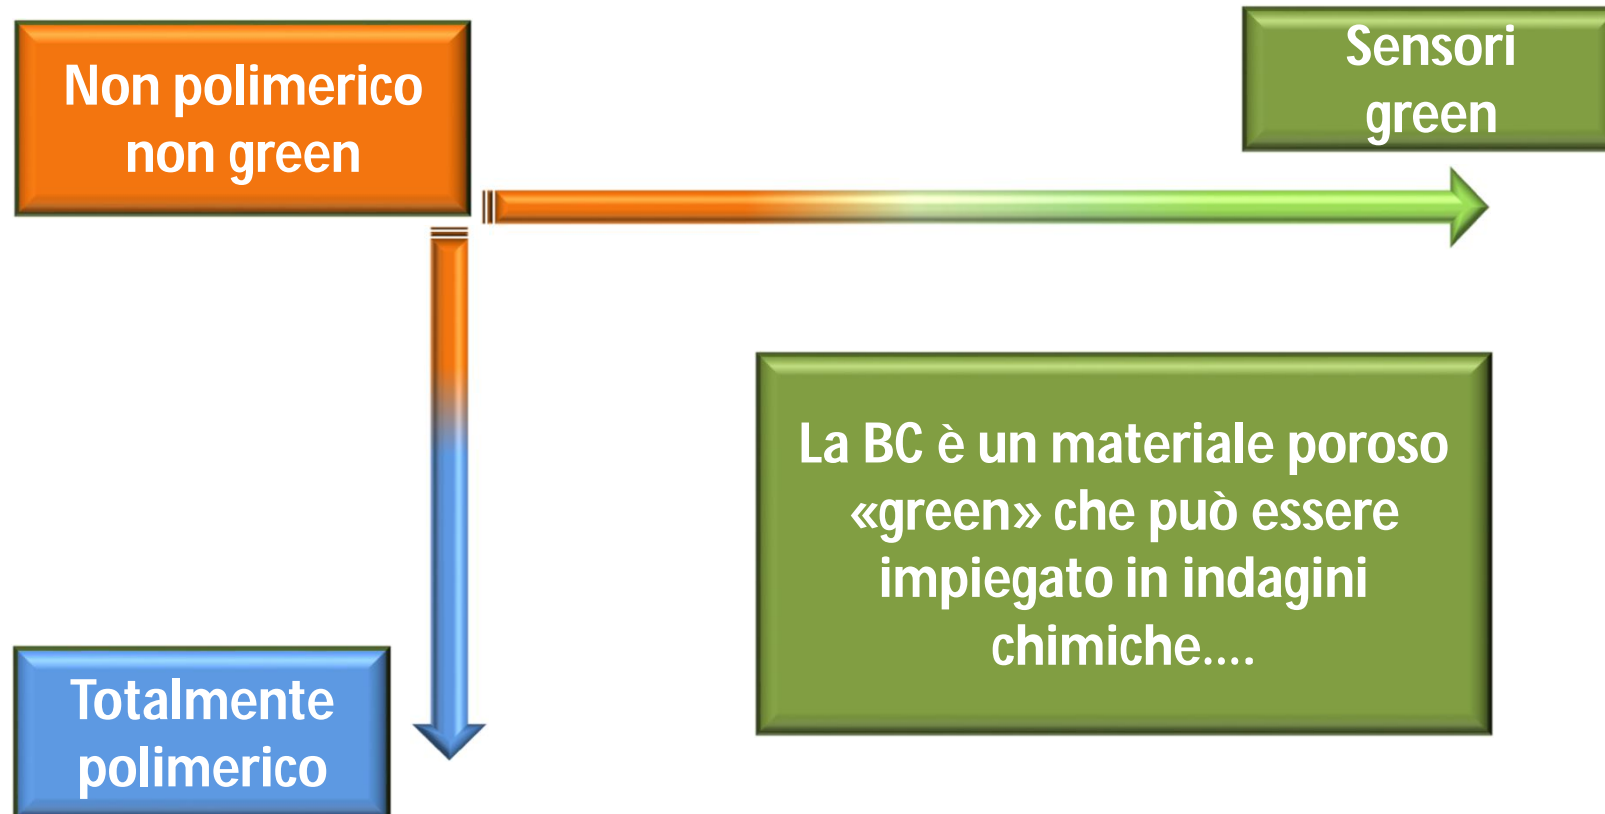 Non polimerico
non green
Sensori
green
La BC è un materiale poroso
«green» che può essere
impiegato in indagini
chimiche....
Totalmente
polimerico